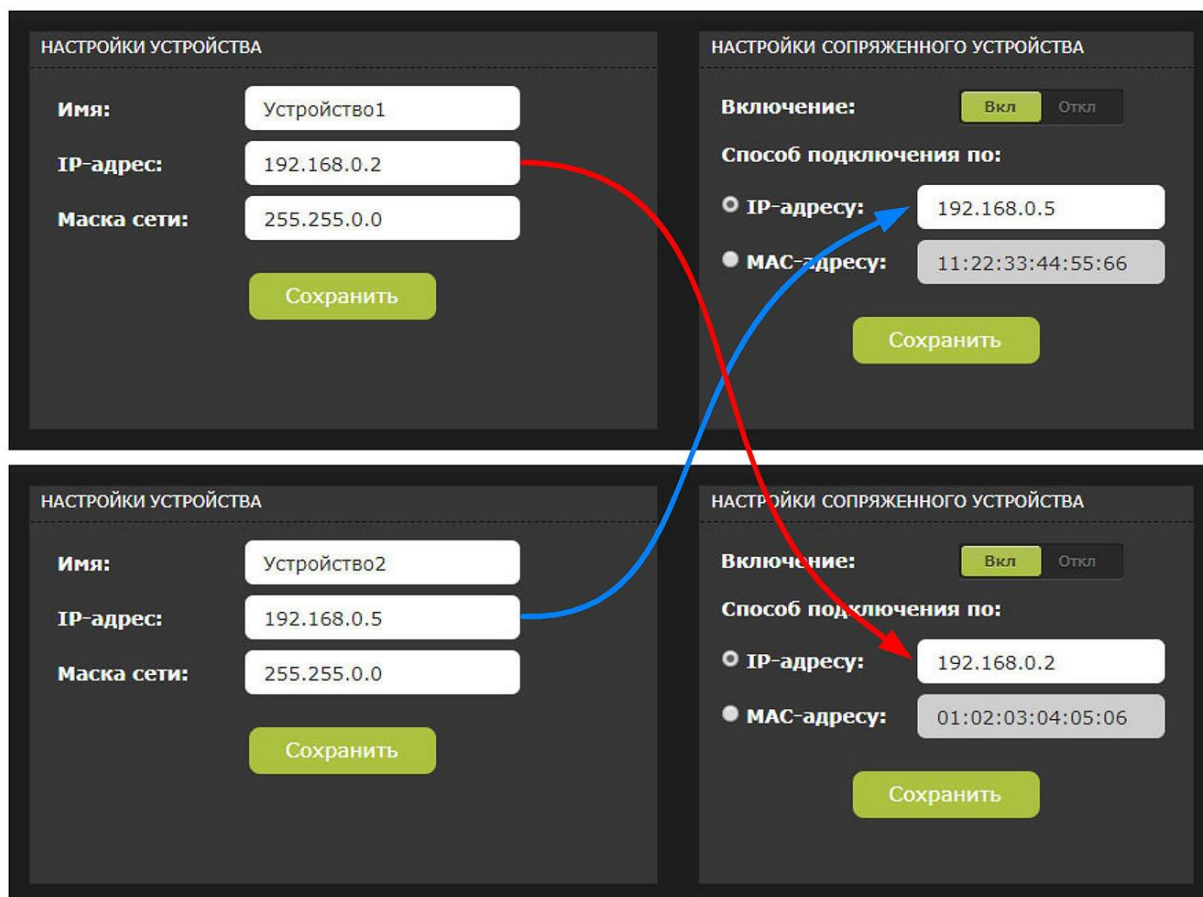 НАСТРОЙКИ УСТРОЙСТВА
Имя: Устройство1
IP-адрес: 192.168.0.2
Маска сети: 255.255.0.0
Сохранить
НАСТРОЙКИ СОПРЯЖЕННОГО УСТРОЙСТВА
Включение: Вкл Откл
Способ подключения по:
IP-адресу: 192.168.0.5
MAC-адресу: 11:22:33:44:55:66
Сохранить
НАСТРОЙКИ УСТРОЙСТВА
Имя: Устройство2
IP-адрес: 192.168.0.5
Маска сети: 255.255.0.0
Сохранить
НАСТРОЙКИ СОПРЯЖЕННОГО УСТРОЙСТВА
Включение: Вкл Откл
Способ подключения по:
IP-адресу: 192.168.0.2
MAC-адресу: 01:02:03:04:05:06
Сохранить